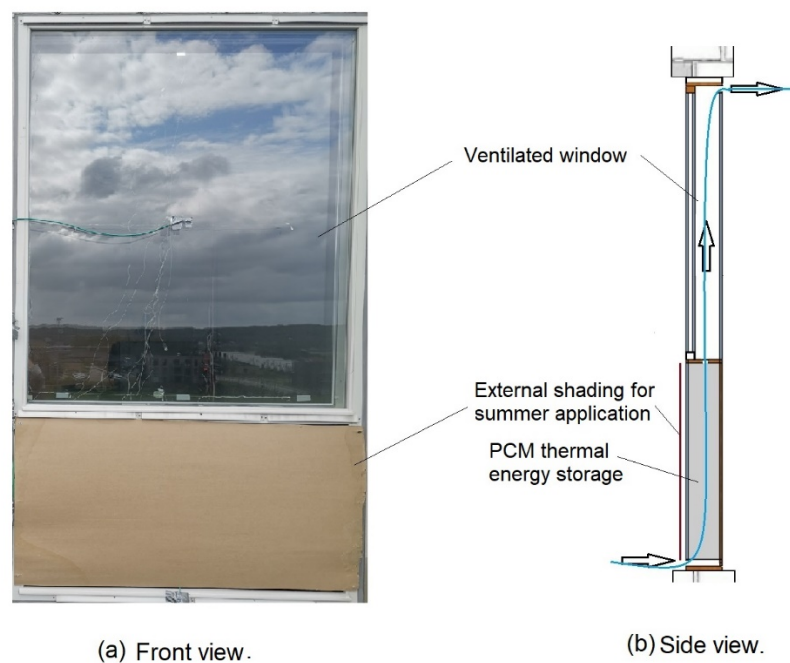 Ventilated window
External shading for
summer application
PCM thermal
energy storage
(a) Front view.
(b) Side view.